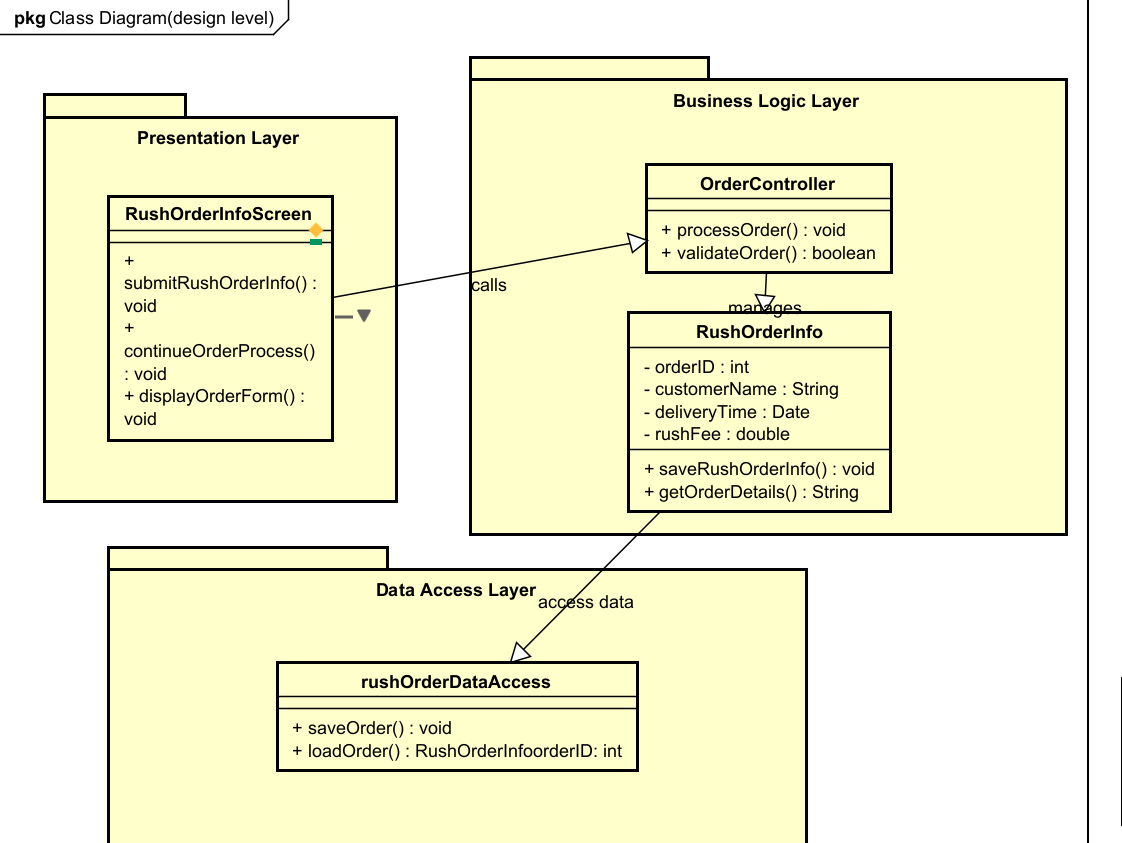 pkg Class Diagram(design level)
Presentation Layer
RushOrderInfoScreen
+
submitRushOrderInfo() :
void
+
continueOrderProcess()
: void
+ displayOrderForm() :
void
calls
Business Logic Layer
OrderController
+ processOrder() : void
+ validateOrder() : boolean
manages
RushOrderInfo
- orderID : int
- customerName : String
- deliveryTime : Date
- rushFee : double
+ saveRushOrderInfo() : void
+ getOrderDetails() : String
Data Access Layer
access data
rushOrderDataAccess
+ saveOrder() : void
+ loadOrder() : RushOrderInfoorderID: int